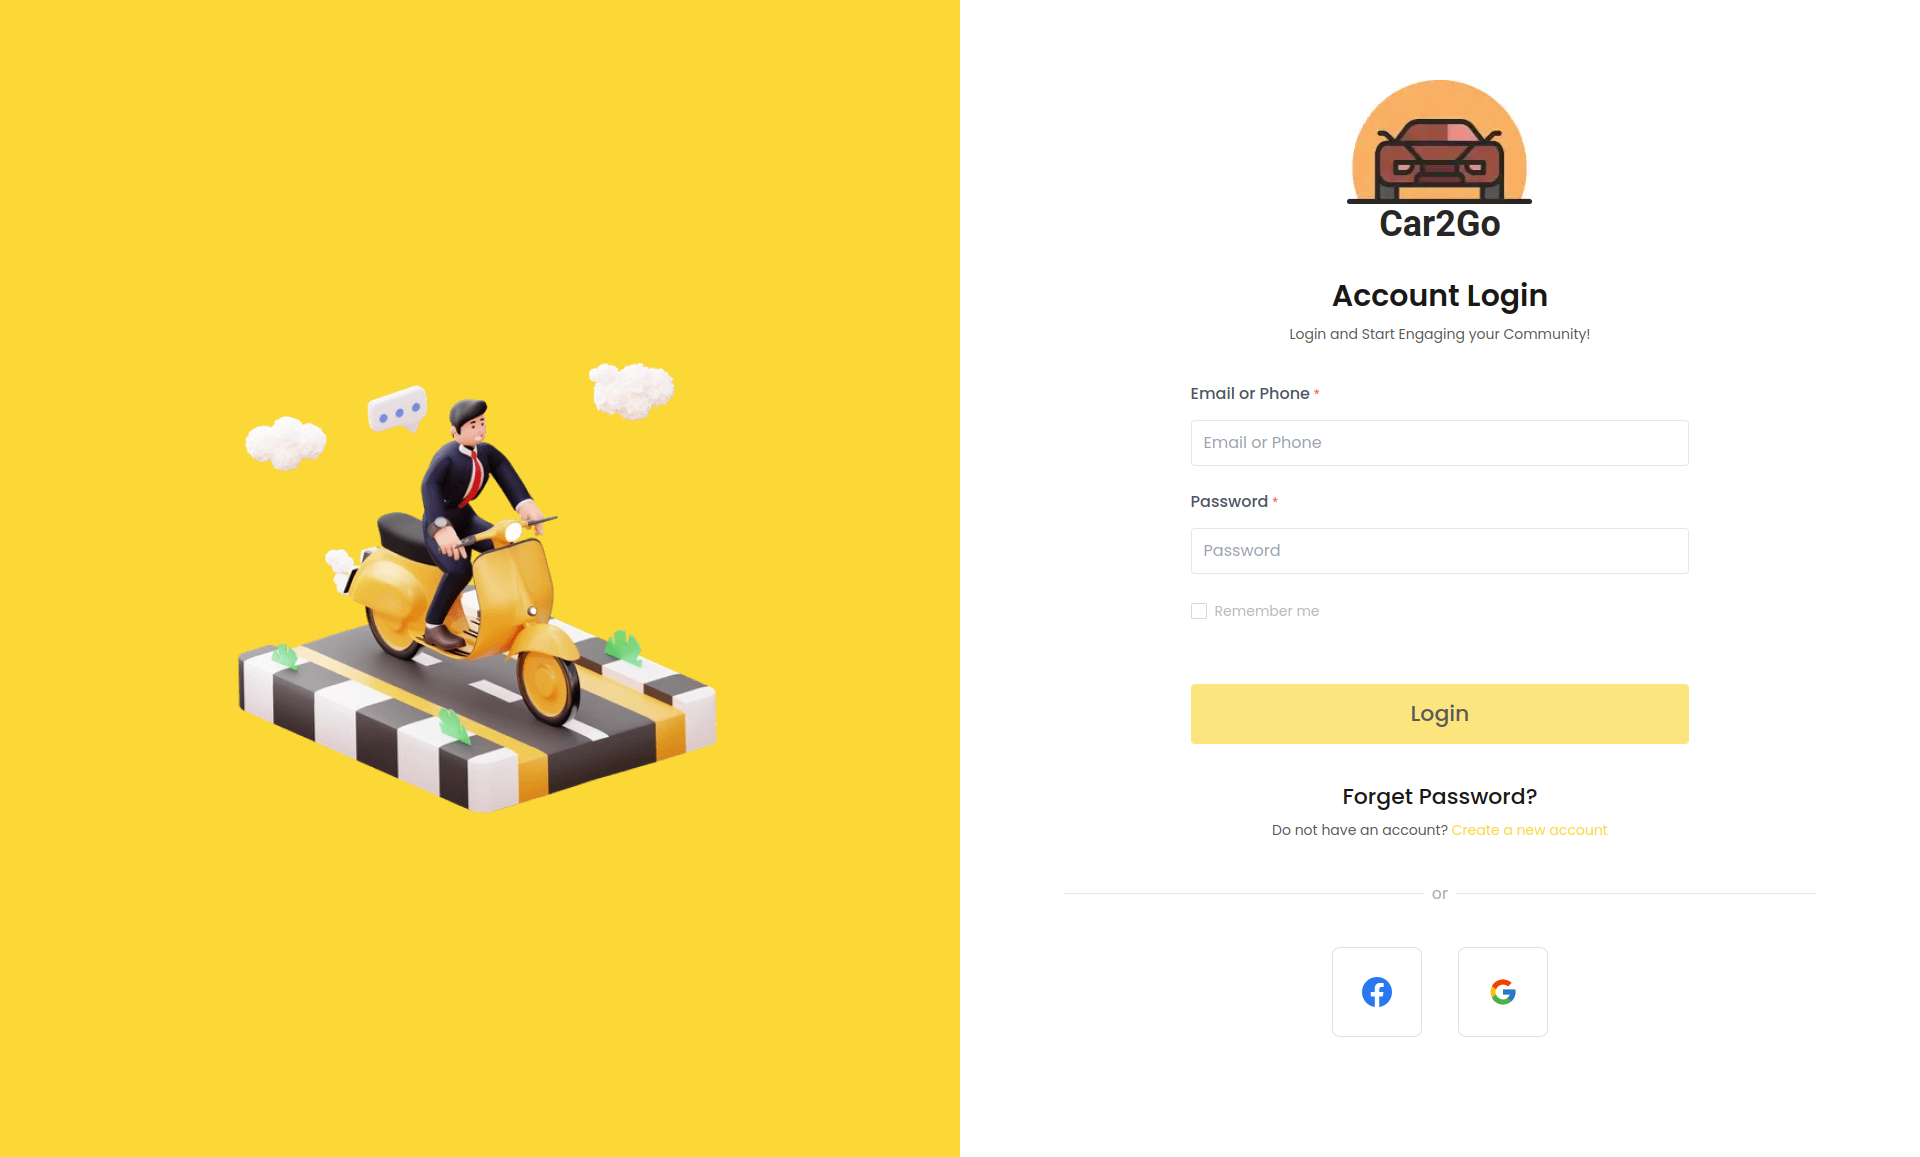 Car2Go
Account Login
Login and Start Engaging your Community!
Email or Phone *
Email or Phone
Password *
Password
Remember me
Login
Forget Password?
Do not have an account? Create a new account
or